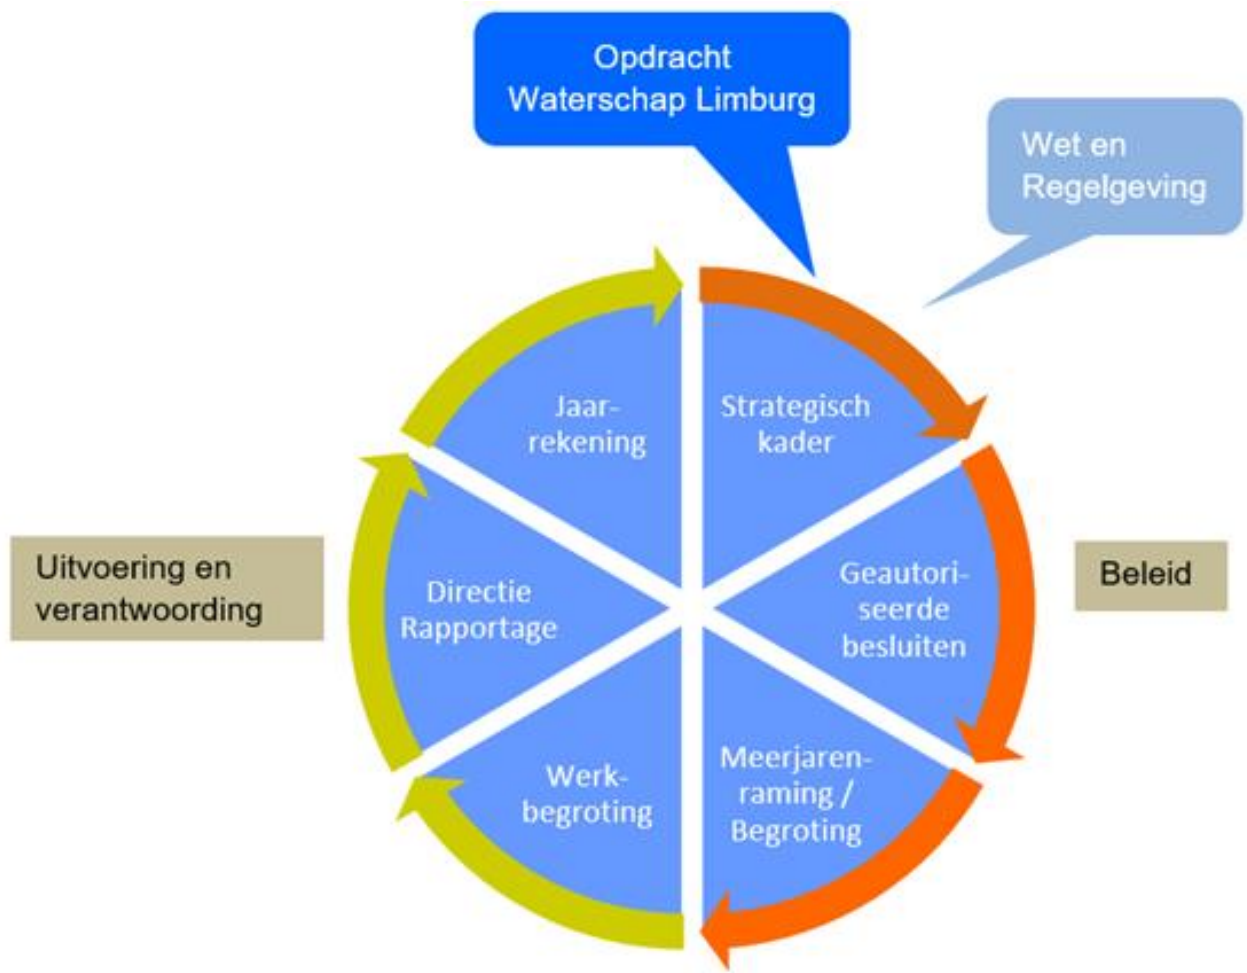 Opdracht
Waterschap Limburg
Wet en
Regelgeving
Strategisch
kader
Geautori-
seerde
besluiten
Meerjaren-
raming /
Begroting
Werk-
begroting
Directie
Rapportage
Jaar-
rekening
Uitvoering en
verantwoording
Beleid